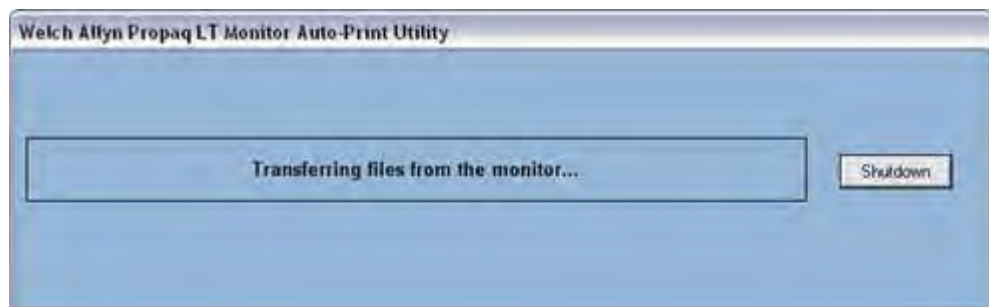 Welch Allyn Propaq LT Monitor Auto-Print Utility
Transferring files from the monitor...
Shutdown